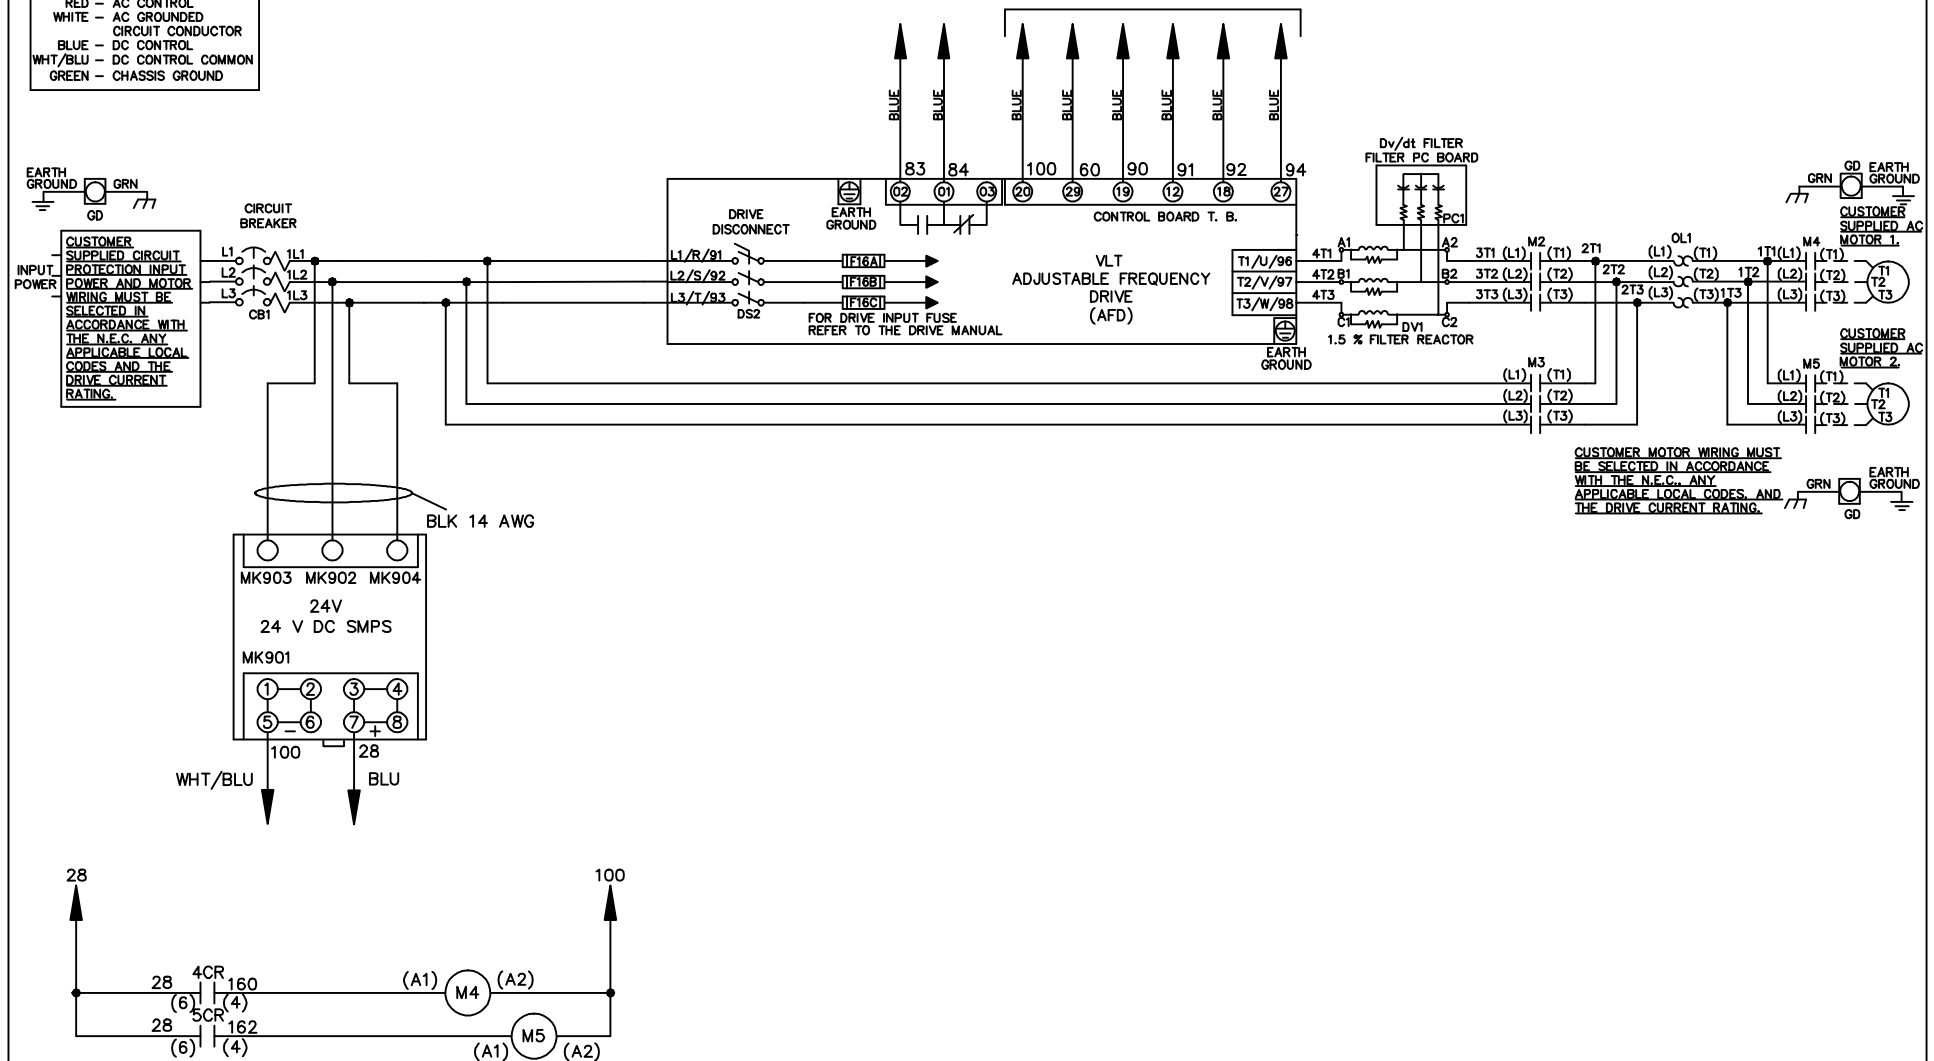 RED – AC CONTROL
WHITE – AC GROUNDED
CIRCUIT CONDUCTOR
BLUE – DC CONTROL
WHT/BLU – DC CONTROL COMMON
GREEN – CHASSIS GROUND
BLUE
BLUE
BLUE
BLUE
BLUE
BLUE
BLUE
BLUE
83 84 100 60 90 91 92 94
02 01 03 20 29 19 12 18 27
EARTH
GROUND
CONTROL BOARD T. B.
EARTH
GROUND
GRN
GD
CIRCUIT
BREAKER
CUSTOMER
SUPPLIED CIRCUIT
PROTECTION INPUT
POWER AND MOTOR
WIRING MUST BE
SELECTED IN
ACCORDANCE WITH
THE N.E.C. ANY
APPLICABLE LOCAL
CODES AND THE
DRIVE CURRENT
RATING.
INPUT
POWER
L1 1L1
L2 1L2
L3 1L3
CB1
DRIVE
DISCONNECT
L1/R/91
L2/S/92
L3/T/93
DS2
F16A
F16B
F16C
FOR DRIVE INPUT FUSE
REFER TO THE DRIVE MANUAL
VLT
ADJUSTABLE FREQUENCY
DRIVE
(AFD)
T1/U/96
T2/V/97
T3/W/98
EARTH
GROUND
Dv/dt FILTER
FILTER PC BOARD
PC1
4T1 A1 A2
4T2 B1 B2
4T3 C1 C2
DV1
1.5 % FILTER REACTOR
M2
3T1 (L1) (T1) 2T1
3T2 (L2) (T2) 2T2
3T3 (L3) (T3) 2T3
OL1
(L1) (T1) 1T1
(L2) (T2) 1T2
(L3) (T3) 1T3
M4
(L1) (T1)
(L2) (T2)
(L3) (T3)
T1
T2
T3
GD
GRN
EARTH
GROUND
CUSTOMER
SUPPLIED AC
MOTOR 1.
CUSTOMER
SUPPLIED AC
MOTOR 2.
M3
(L1) (T1)
(L2) (T2)
(L3) (T3)
M5
(L1) (T1)
(L2) (T2)
(L3) (T3)
T1
T2
T3
CUSTOMER MOTOR WIRING MUST
BE SELECTED IN ACCORDANCE
WITH THE N.E.C., ANY
APPLICABLE LOCAL CODES, AND
THE DRIVE CURRENT RATING.
GRN
GD
EARTH
GROUND
BLK 14 AWG
MK903 MK902 MK904
24V
24 V DC SMPS
MK901
1 2 3 4
5 6 7 8
– +
100 28
WHT/BLU BLU
28 100
4CR
28 160 (A1) M4 (A2)
(6) (4)
5CR
28 162 M5
(6) (4) (A1) (A2)